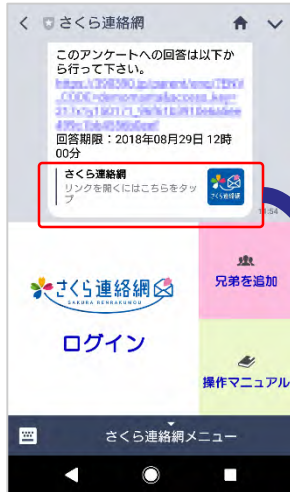 さくら連絡網
このアンケートへの回答は以下か
ら行って下さい。
回答期限：2018年08月29日 12時
00分
さくら連絡網
リンクを開くにはこちらをタッ
プ
さくら連絡網
さくら連絡網
SAKURA RENRAKUMOU
ログイン
兄弟を追加
操作マニュアル
さくら連絡網メニュー